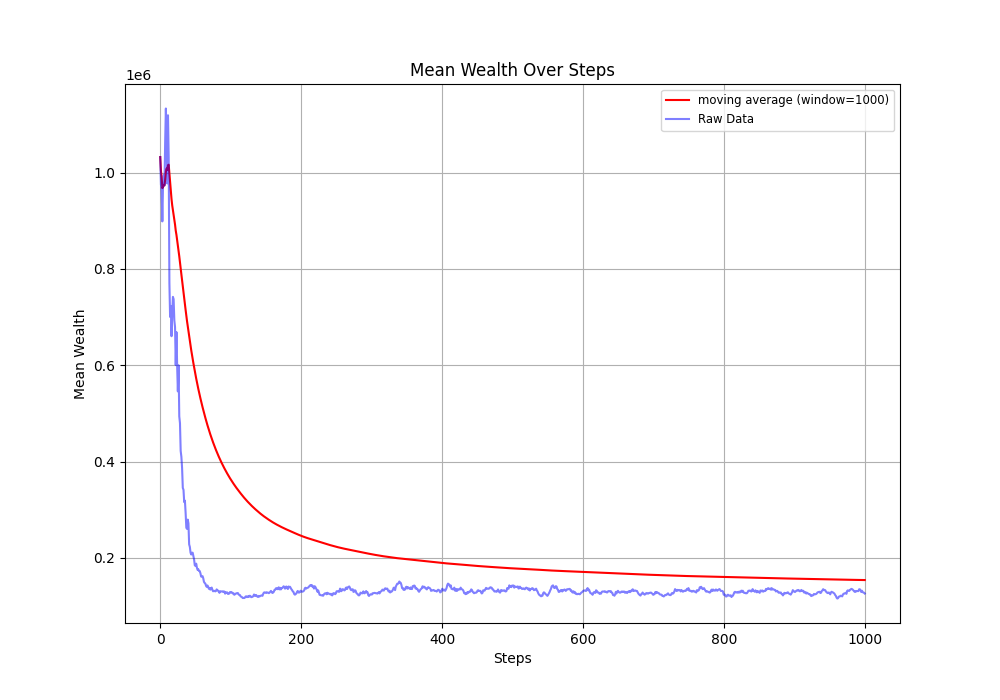 Mean Wealth Over Steps
1e6
moving average (window=1000)
Raw Data
1.0
0.8
0.6
0.4
0.2
Mean Wealth
0
200
400
600
800
1000
Steps